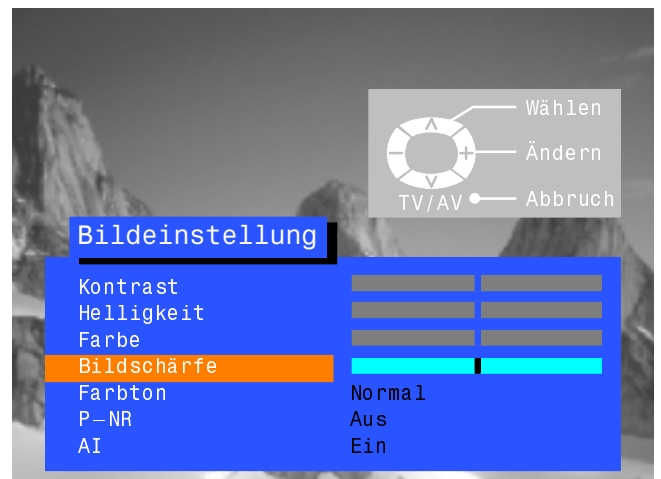 Wählen
Ändern
TV/AV Abbruch
Bildeinstellung
Kontrast
Helligkeit
Farbe
Bildschärfe
Farbton Normal
P–NR Aus
AI Ein